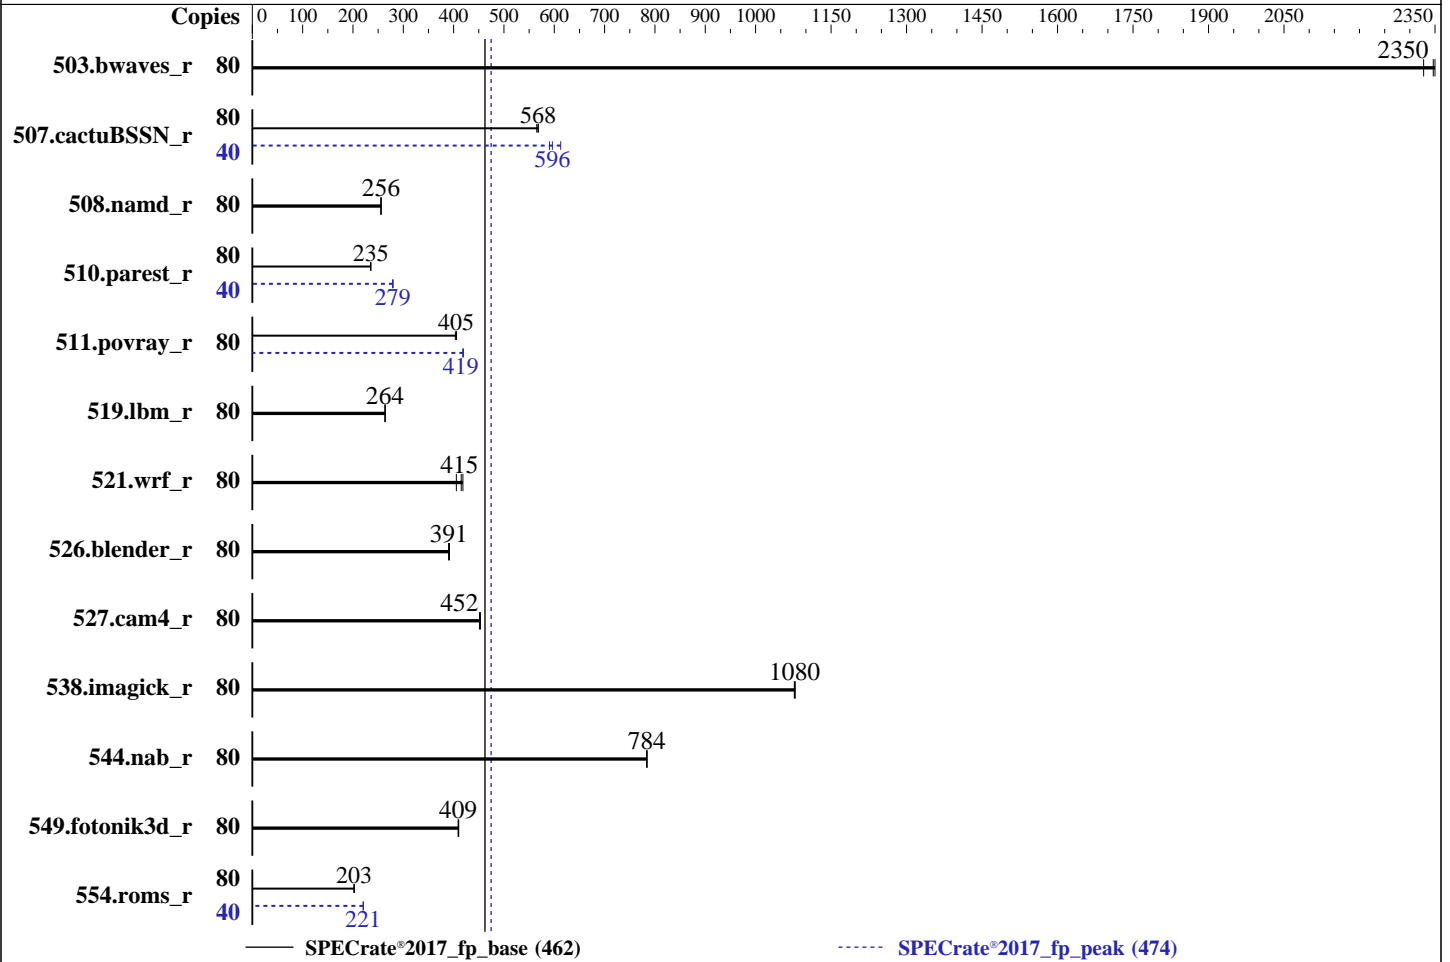 Copies 0 100 200 300 400 500 600 700 800 900 1000 1150 1300 1450 1600 1750 1900 2050 2350
503.bwaves_r 80 2350
507.cactuBSSN_r 80 568
40 596
508.namd_r 80 256
510.parest_r 80 235
40 279
511.povray_r 80 405
419
519.lbm_r 80 264
521.wrf_r 80 415
526.blender_r 80 391
527.cam4_r 80 452
538.imagick_r 80 1080
544.nab_r 80 784
549.fotonik3d_r 80 409
554.roms_r 80 203
40 221
SPECrate®2017_fp_base (462) SPECrate®2017_fp_peak (474)